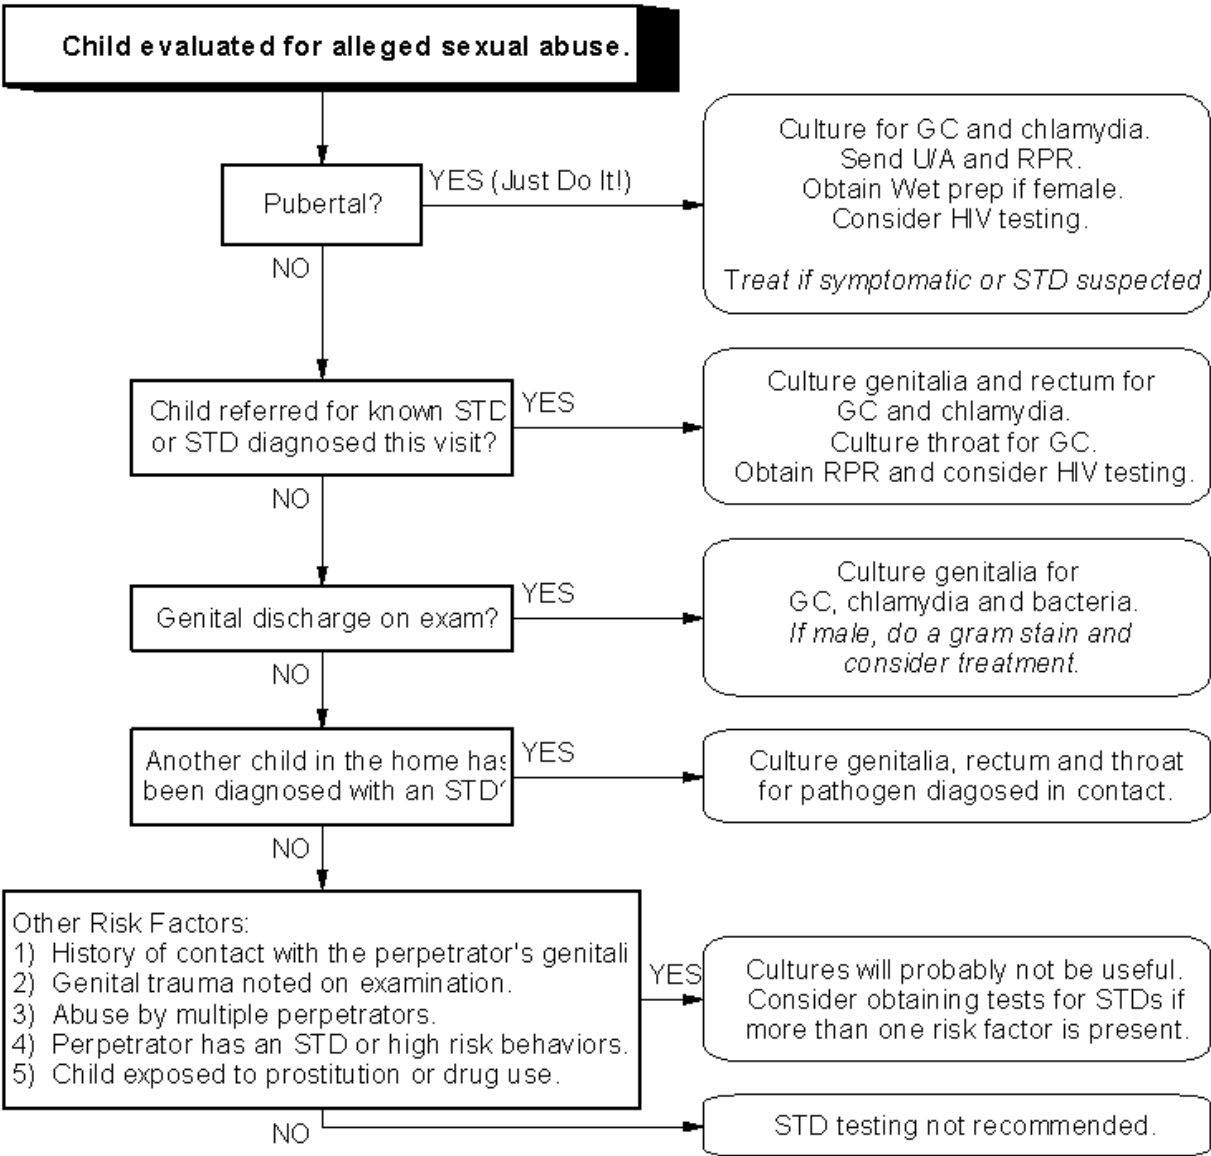 Child evaluated for alleged sexual abuse.
Pubertal?
YES (Just Do It!)
Culture for GC and chlamydia.
Send U/A and RPR.
Obtain Wet prep if female.
Consider HIV testing.
Treat if symptomatic or STD suspected
NO
Child referred for known STD
or STD diagnosed this visit?
YES
Culture genitalia and rectum for
GC and chlamydia.
Culture throat for GC.
Obtain RPR and consider HIV testing.
NO
Genital discharge on exam?
YES
Culture genitalia for
GC, chlamydia and bacteria.
If male, do a gram stain and
consider treatment.
NO
Another child in the home has
been diagnosed with an STD?
YES
Culture genitalia, rectum and throat
for pathogen diagosed in contact.
NO
Other Risk Factors:
1) History of contact with the perpetrator's genitali
2) Genital trauma noted on examination.
3) Abuse by multiple perpetrators.
4) Perpetrator has an STD or high risk behaviors.
5) Child exposed to prostitution or drug use.
YES
Cultures will probably not be useful.
Consider obtaining tests for STDs if
more than one risk factor is present.
NO
STD testing not recommended.